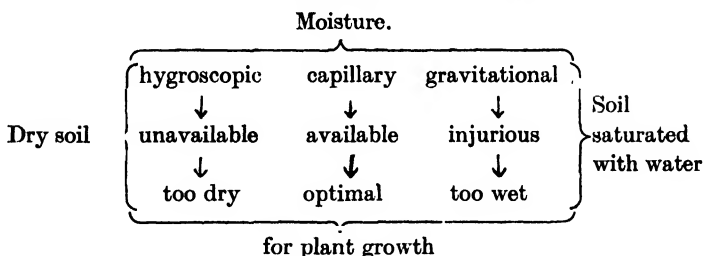 Moisture.
hygroscopic capillary gravitational
↓ ↓ ↓
Dry soil unavailable available injurious Soil saturated with water
↓ ↓ ↓
too dry optimal too wet
for plant growth